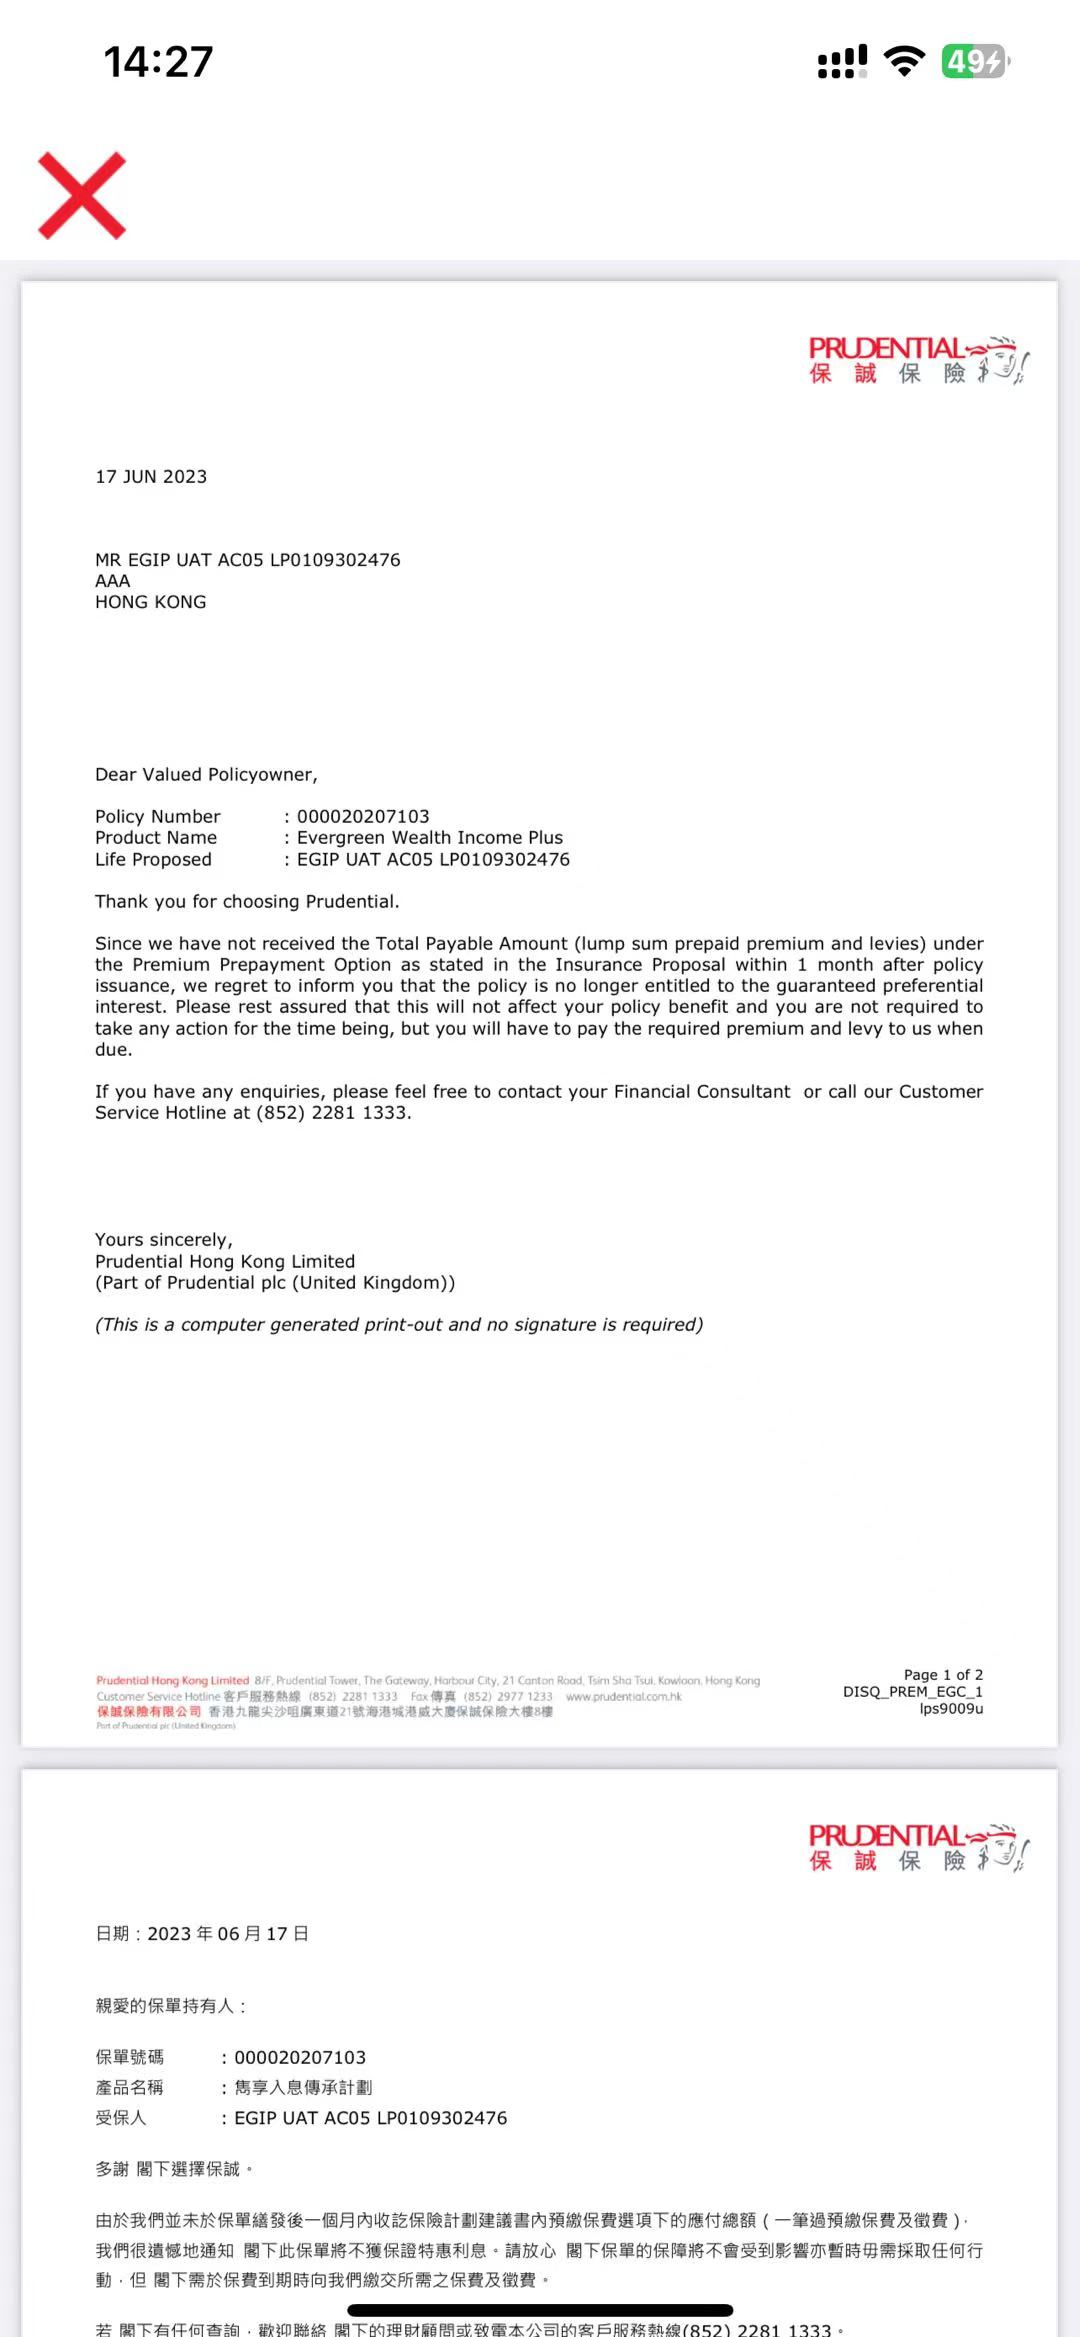 14:27
49
PRUDENTIAL
保誠保險
17 JUN 2023
MR EGIP UAT AC05 LP0109302476
AAA
HONG KONG
Dear Valued Policyowner,
Policy Number : 000020207103
Product Name : Evergreen Wealth Income Plus
Life Proposed : EGIP UAT AC05 LP0109302476
Thank you for choosing Prudential.
Since we have not received the Total Payable Amount (lump sum prepaid premium and levies) under
the Premium Prepayment Option as stated in the Insurance Proposal within 1 month after policy
issuance, we regret to inform you that the policy is no longer entitled to the guaranteed preferential
interest. Please rest assured that this will not affect your policy benefit and you are not required to
take any action for the time being, but you will have to pay the required premium and levy to us when
due.
If you have any enquiries, please feel free to contact your Financial Consultant or call our Customer
Service Hotline at (852) 2281 1333.
Yours sincerely,
Prudential Hong Kong Limited
(Part of Prudential plc (United Kingdom))
(This is a computer generated print-out and no signature is required)
Prudential Hong Kong Limited 8/F, Prudential Tower, The Gateway, Harbour City, 21 Canton Road, Tsim Sha Tsui, Kowloon, Hong Kong
Customer Service Hotline 客戶服務熱線 (852) 2281 1333 Fax 傳真 (852) 2977 1233 www.prudential.com.hk
保誠保險有限公司 香港九龍尖沙咀廣東道21號海港城港威大廈保誠保險大樓8樓
Part of Prudential plc (United Kingdom)
Page 1 of 2
DISQ_PREM_EGC_1
lps9009u
PRUDENTIAL
保誠保險
日期：2023 年 06 月 17 日
親愛的保單持有人：
保單號碼 : 000020207103
產品名稱 : 雋享入息傳承計劃
受保人 : EGIP UAT AC05 LP0109302476
多謝 閣下選擇保誠。
由於我們並未於保單繕發後一個月內收訖保險計劃建議書內預繳保費選項下的應付總額 ( 一筆過預繳保費及徵費 )，
我們很遺憾地通知 閣下此保單將不獲保證特惠利息。請放心 閣下保單的保障將不會受到影響亦暫時毋需採取任何行
動，但 閣下需於保費到期時向我們繳交所需之保費及徵費。
若 閣下有任何查詢，歡迎聯絡 閣下的理財顧問或致電本公司的客戶服務熱線(852) 2281 1333。